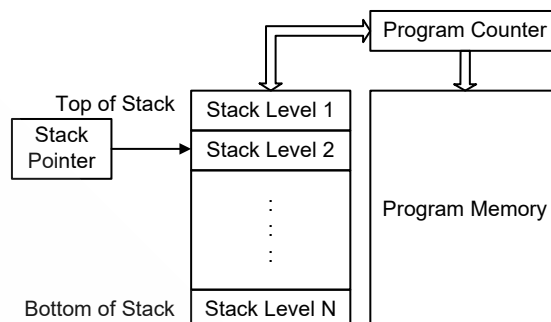 Program Counter
Top of Stack
Stack Level 1
Stack
Pointer
Stack Level 2
:
:
:
Program Memory
Bottom of Stack
Stack Level N